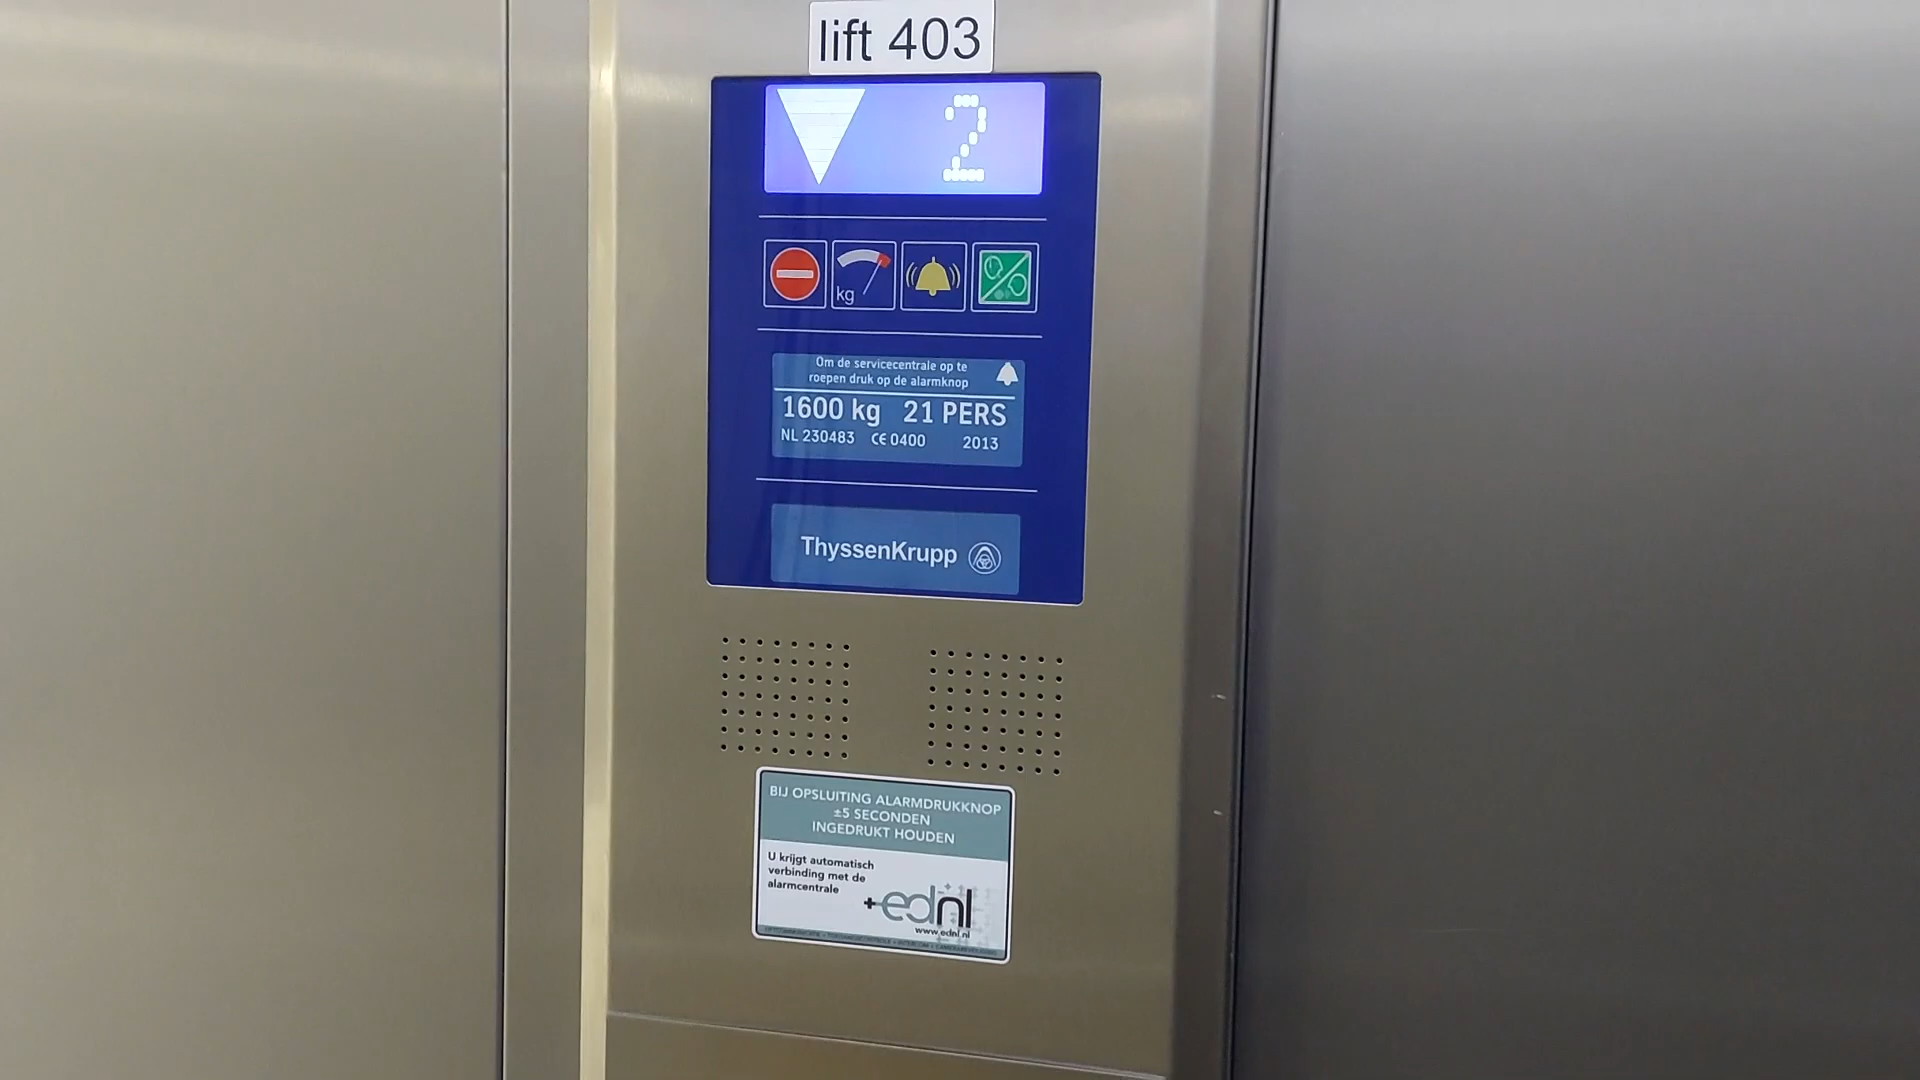 lift 403
2
kg
Om de servicecentrale op te
roepen druk op de alarmknop
1600 kg 21 PERS
NL 230483 CE 0400 2013
ThyssenKrupp
BIJ OPSLUITING ALARMDRUKKNOP
±5 SECONDEN
INGEDRUKT HOUDEN
U krijgt automatisch
verbinding met de
alarmcentrale
ednl
www.ednl.nl